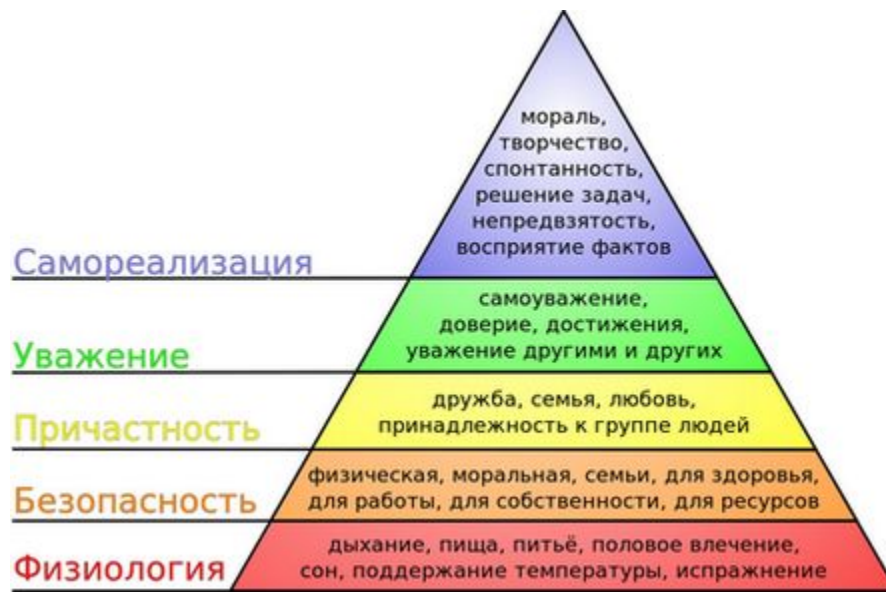 мораль,
творчество,
спонтанность,
решение задач,
непредвзятость,
восприятие фактов
Самореализация
самоуважение,
доверие, достижения,
уважение другими и других
Уважение
дружба, семья, любовь,
принадлежность к группе людей
Причастность
физическая, моральная, семьи, для здоровья,
для работы, для собственности, для ресурсов
Безопасность
дыхание, пища, питьё, половое влечение,
сон, поддержание температуры, испражнение
Физиология